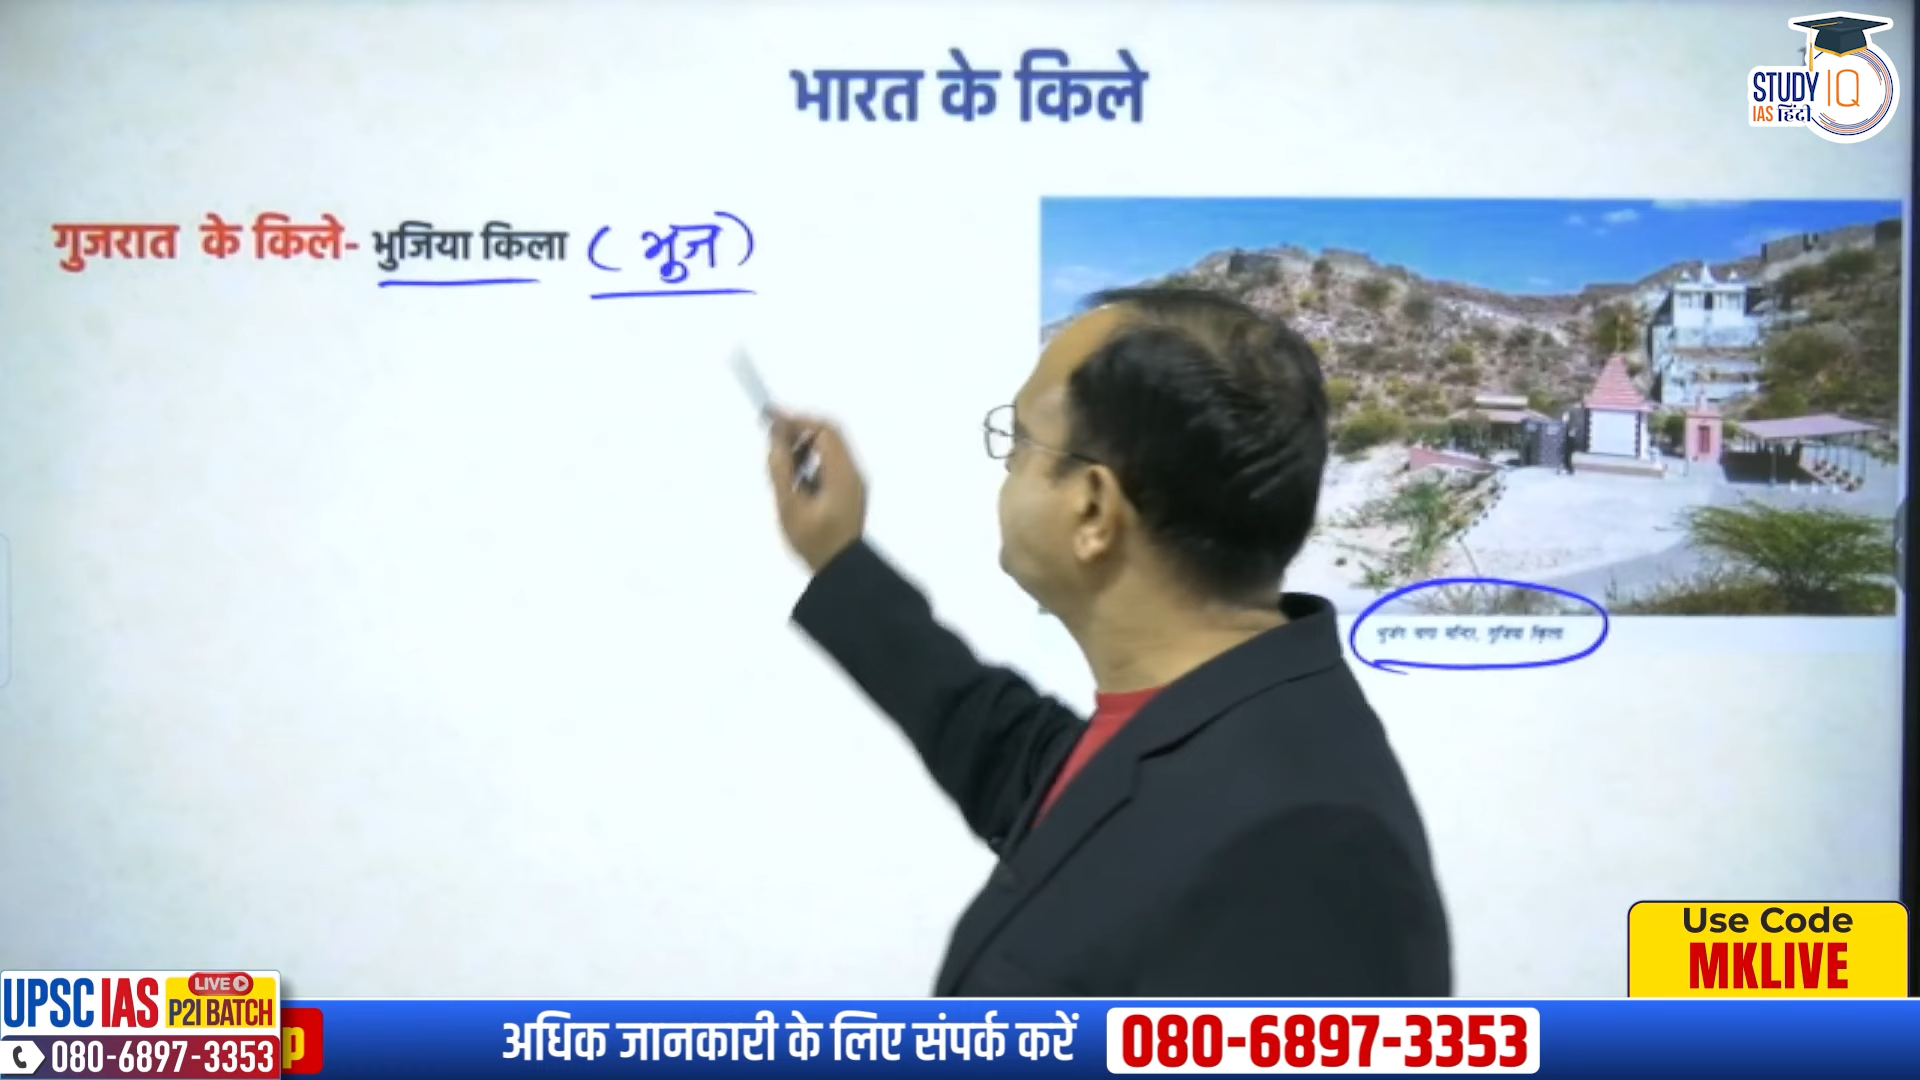 भारत के किले
STUDY IQ
IAS हिंदी
गुजरात के किले- भुजिया किला ( भुज )
किला
Use Code
MKLIVE
LIVE
UPSC IAS P2I BATCH
080-6897-3353
p
अधिक जानकारी के लिए संपर्क करें 080-6897-3353